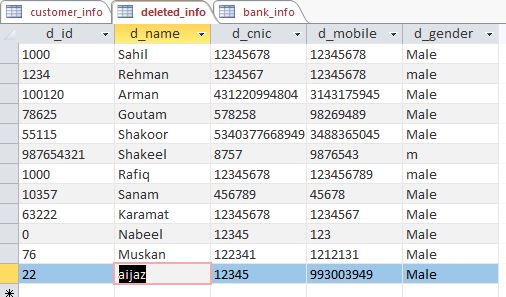 customer_info deleted_info bank_info
d_id d_name d_cnic d_mobile d_gender
1000 Sahil 12345678 12345678 Male
1234 Rehman 1234567 12345678 male
100120 Arman 431220994804 3143175945 Male
78625 Goutam 578258 98269489 Male
55115 Shakoor 5340377668949 3488365045 Male
987654321 Shakeel 8757 9876543 m
1000 Rafiq 12345678 123456789 male
10357 Sanam 456789 45678 Male
63222 Karamat 12345678 1234567 Male
0 Nabeel 12345 123 Male
76 Muskan 122341 1212131 Male
22 aijaz 12345 993003949 Male